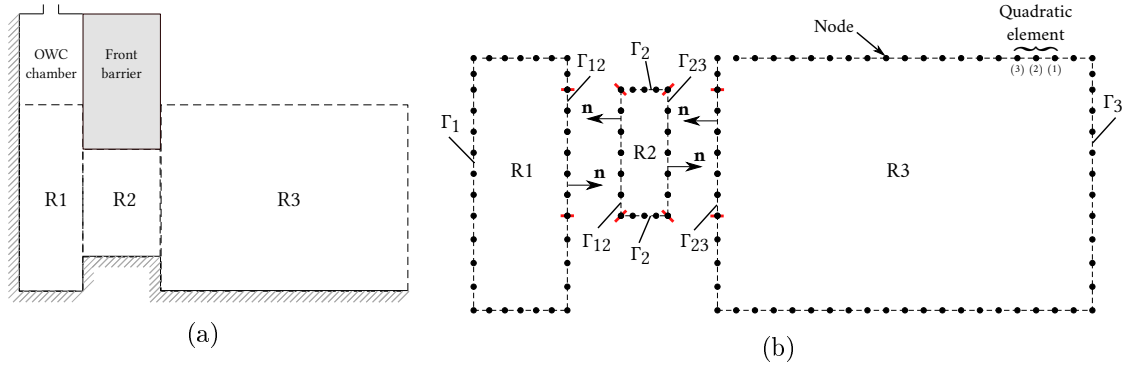 OWC
chamber
Front
barrier
R1
R2
R3
(a)
Node
Quadratic
element
(3) (2) (1)
Γ12
Γ2
Γ23
n
n
Γ1
Γ3
R1
R2
R3
n
n
Γ12
Γ2
Γ23
(b)